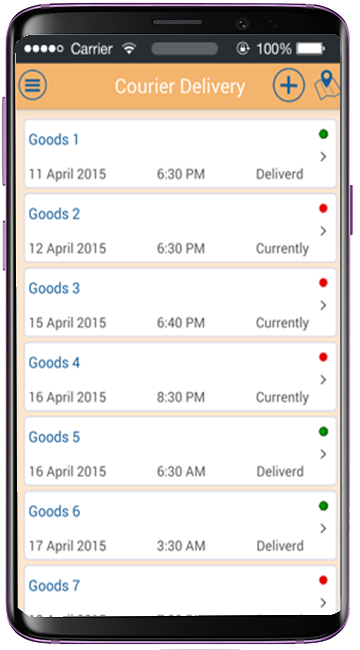 Carrier 100%
Courier Delivery
Goods 1
11 April 2015 6:30 PM Deliverd
Goods 2
12 April 2015 6:30 PM Currently
Goods 3
15 April 2015 6:40 PM Currently
Goods 4
16 April 2015 8:30 PM Currently
Goods 5
16 April 2015 6:30 AM Deliverd
Goods 6
17 April 2015 3:30 AM Deliverd
Goods 7